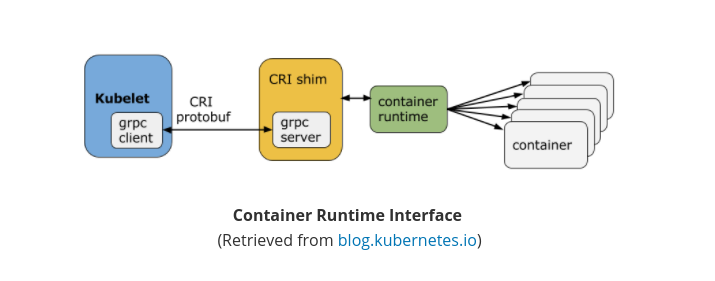 Kubelet
grpc
client
CRI
protobuf
CRI shim
grpc
server
container
runtime
container
Container Runtime Interface
(Retrieved from blog.kubernetes.io)